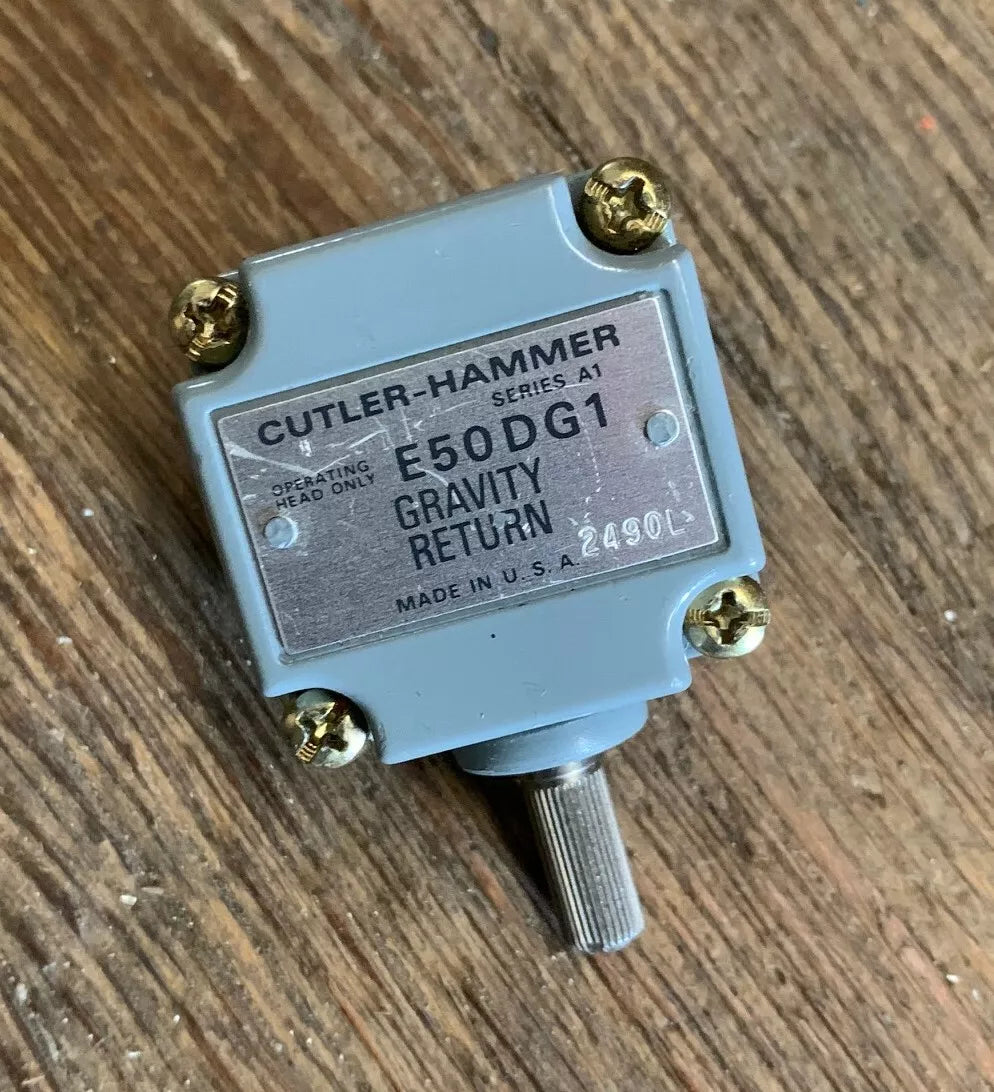 CUTLER-HAMMER
SERIES A1
OPERATING
HEAD ONLY
E50DG1
GRAVITY
RETURN
MADE IN U.S.A.
2490L